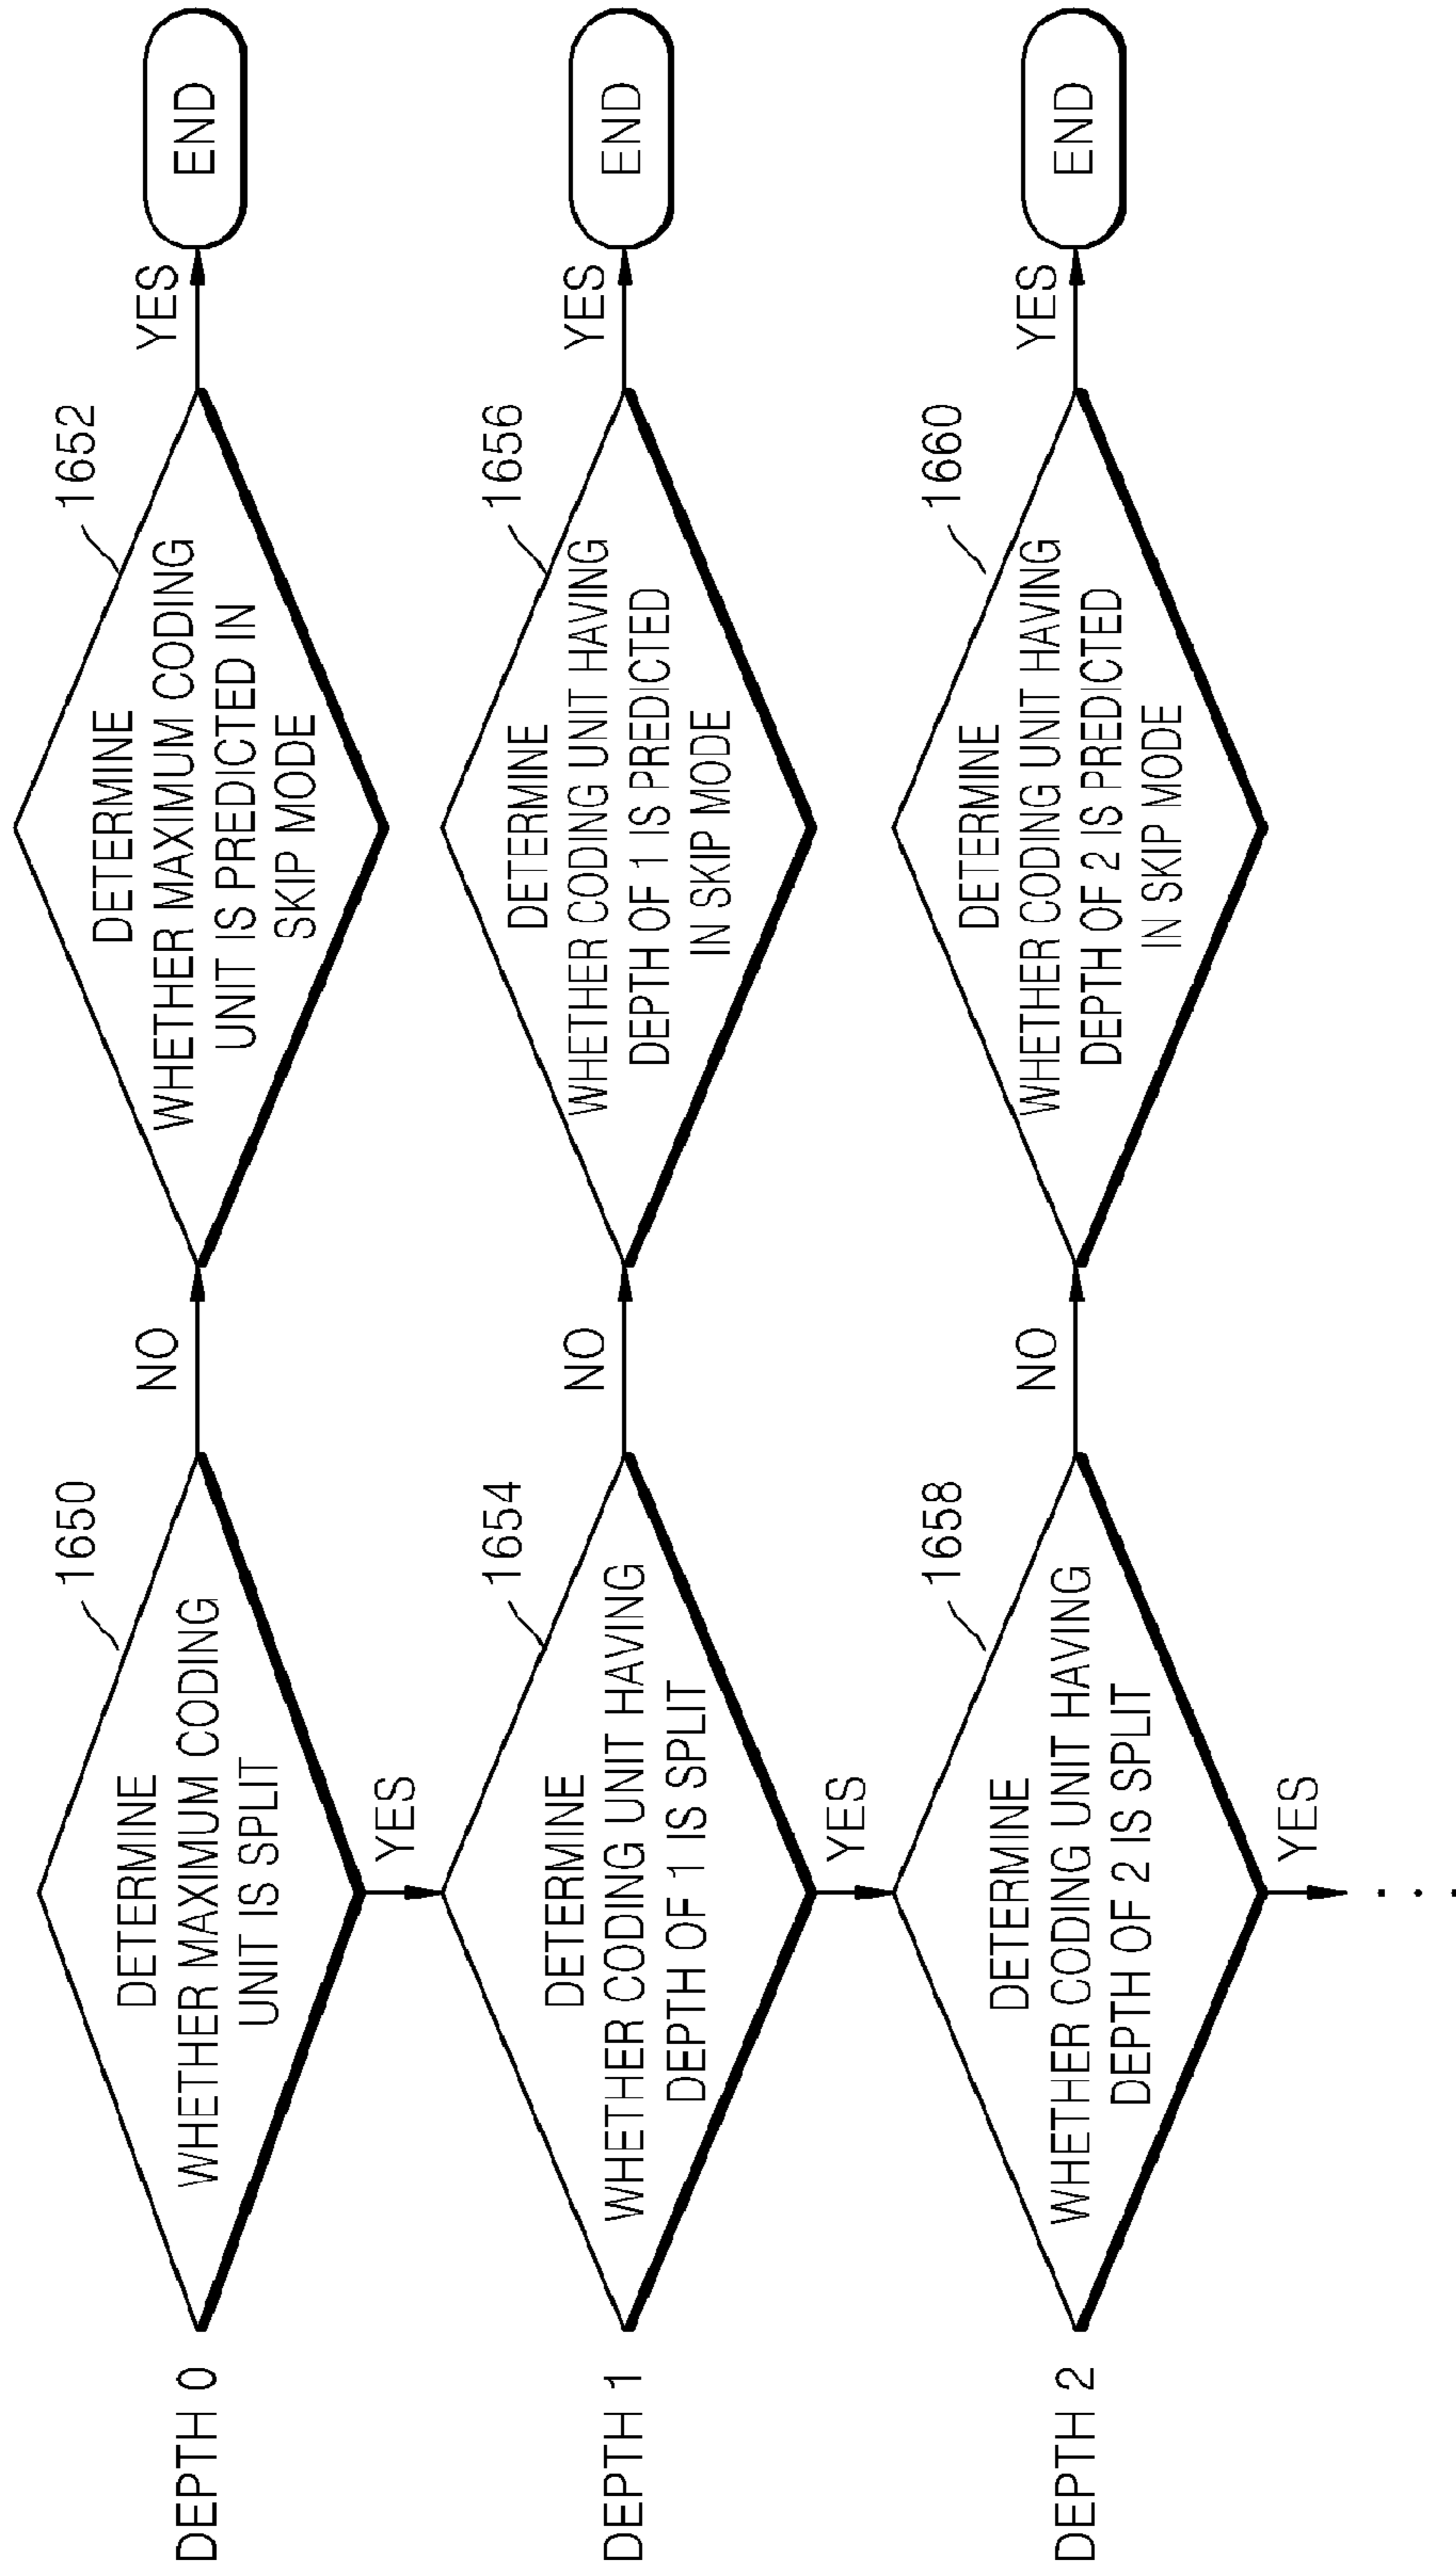 DEPTH 0
1650
DETERMINE
WHETHER MAXIMUM CODING
UNIT IS SPLIT
NO
1652
DETERMINE
WHETHER MAXIMUM CODING
UNIT IS PREDICTED IN
SKIP MODE
YES
END
YES
DEPTH 1
1654
DETERMINE
WHETHER CODING UNIT HAVING
DEPTH OF 1 IS SPLIT
NO
1656
DETERMINE
WHETHER CODING UNIT HAVING
DEPTH OF 1 IS PREDICTED
IN SKIP MODE
YES
END
YES
DEPTH 2
1658
DETERMINE
WHETHER CODING UNIT HAVING
DEPTH OF 2 IS SPLIT
NO
1660
DETERMINE
WHETHER CODING UNIT HAVING
DEPTH OF 2 IS PREDICTED
IN SKIP MODE
YES
END
YES